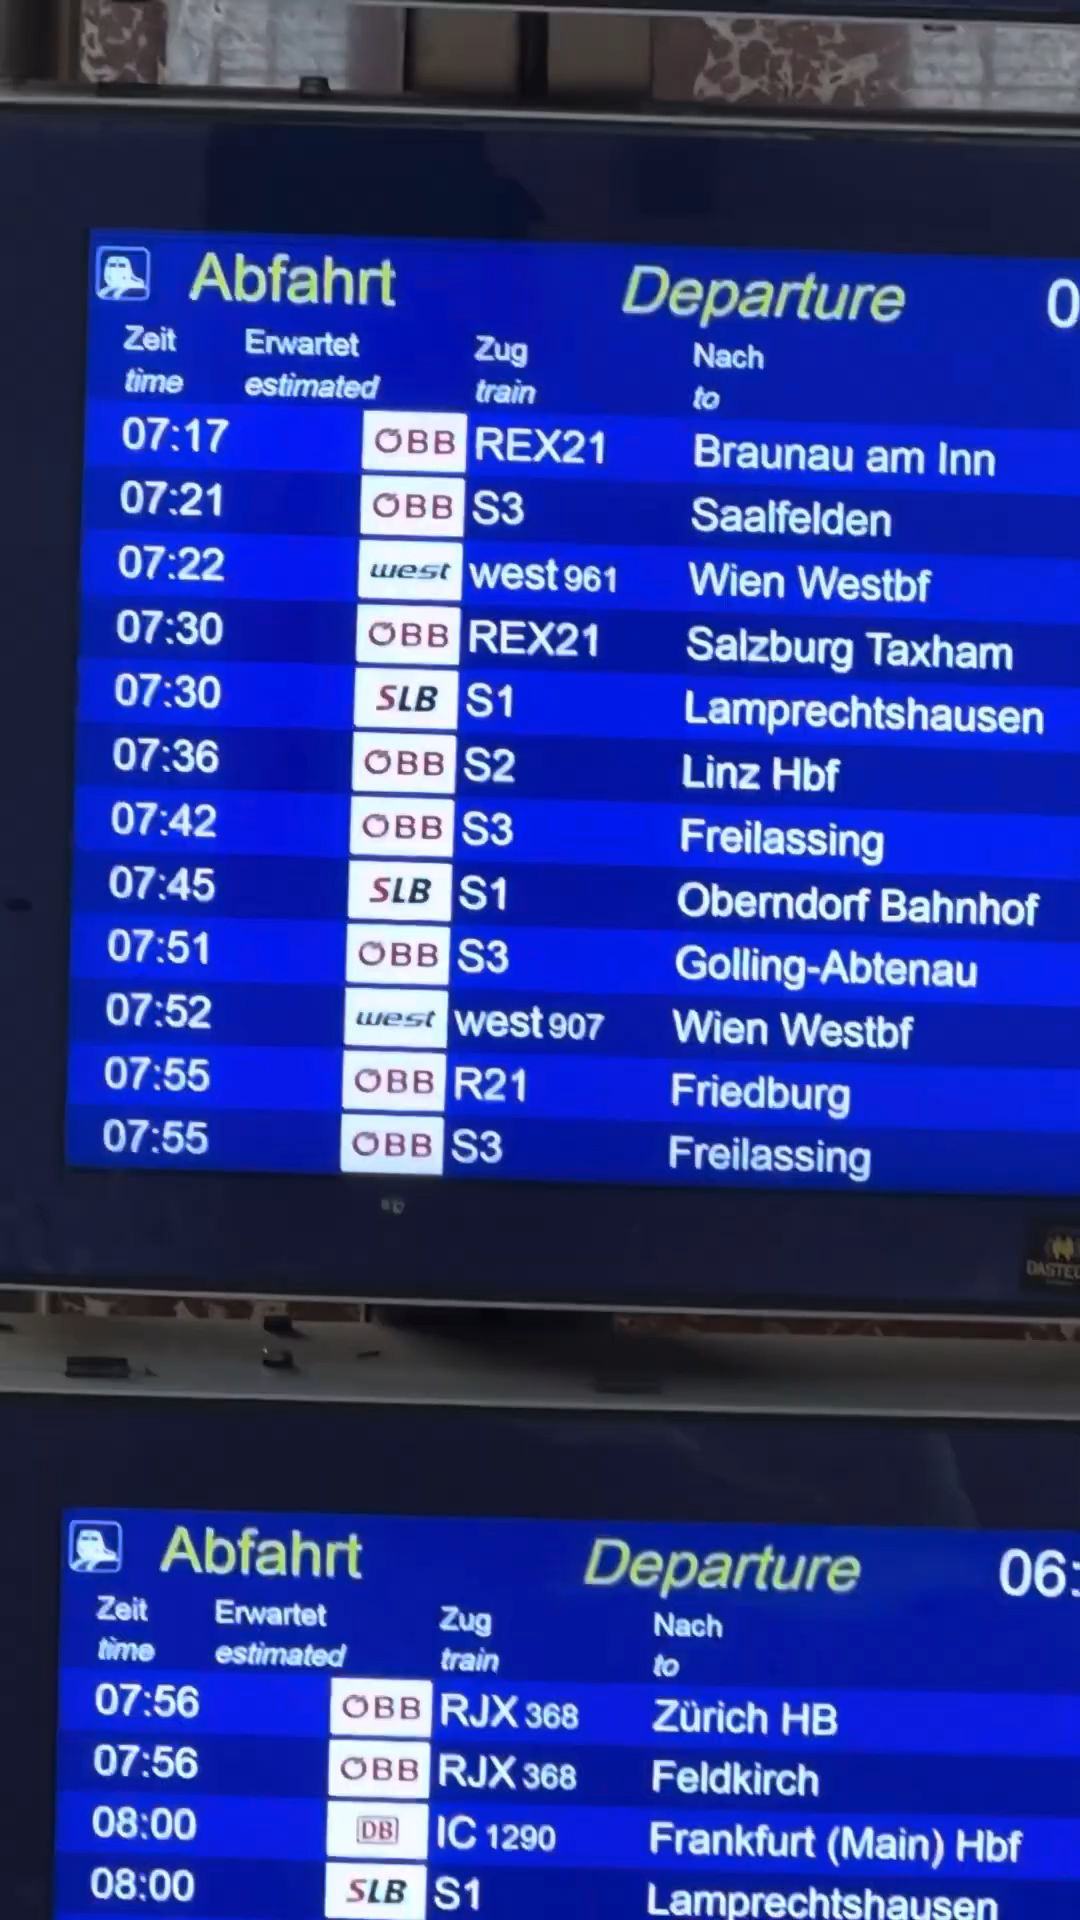 Abfahrt Departure 0
Zeit Erwartet Zug Nach
time estimated train to
07:17 ÖBB REX21 Braunau am Inn
07:21 ÖBB S3 Saalfelden
07:22 west west 961 Wien Westbf
07:30 ÖBB REX21 Salzburg Taxham
07:30 SLB S1 Lamprechtshausen
07:36 ÖBB S2 Linz Hbf
07:42 ÖBB S3 Freilassing
07:45 SLB S1 Oberndorf Bahnhof
07:51 ÖBB S3 Golling-Abtenau
07:52 west west 907 Wien Westbf
07:55 ÖBB R21 Friedburg
07:55 ÖBB S3 Freilassing
Abfahrt Departure 06:
Zeit Erwartet Zug Nach
time estimated train to
07:56 ÖBB RJX 368 Zürich HB
07:56 ÖBB RJX 368 Feldkirch
08:00 DB IC 1290 Frankfurt (Main) Hbf
08:00 SLB S1 Lamprechtshausen